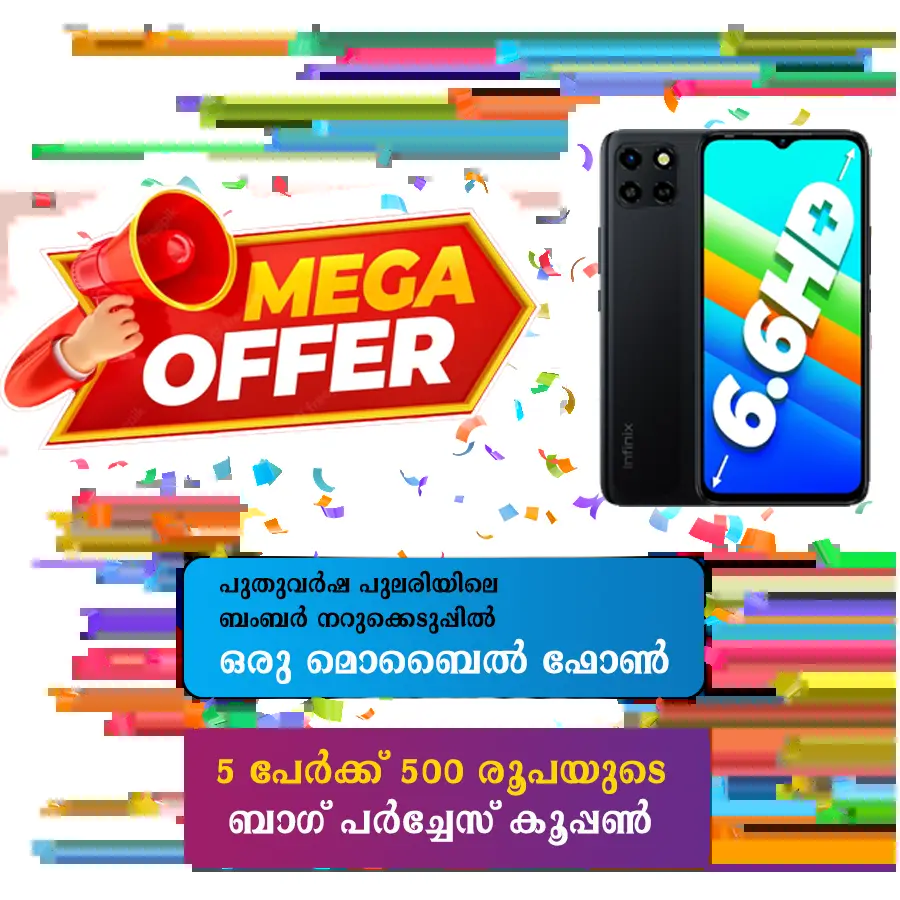 MEGA
OFFER
6.6HD+
infinix
പുതുവർഷ പുലരിയിലെ
ബംബർ നറുക്കെടുപ്പിൽ
ഒരു മൊബൈൽ ഫോൺ
5 പേർക്ക് 500 രൂപയുടെ
ബാഗ് പർച്ചേസ് കൂപ്പൺ